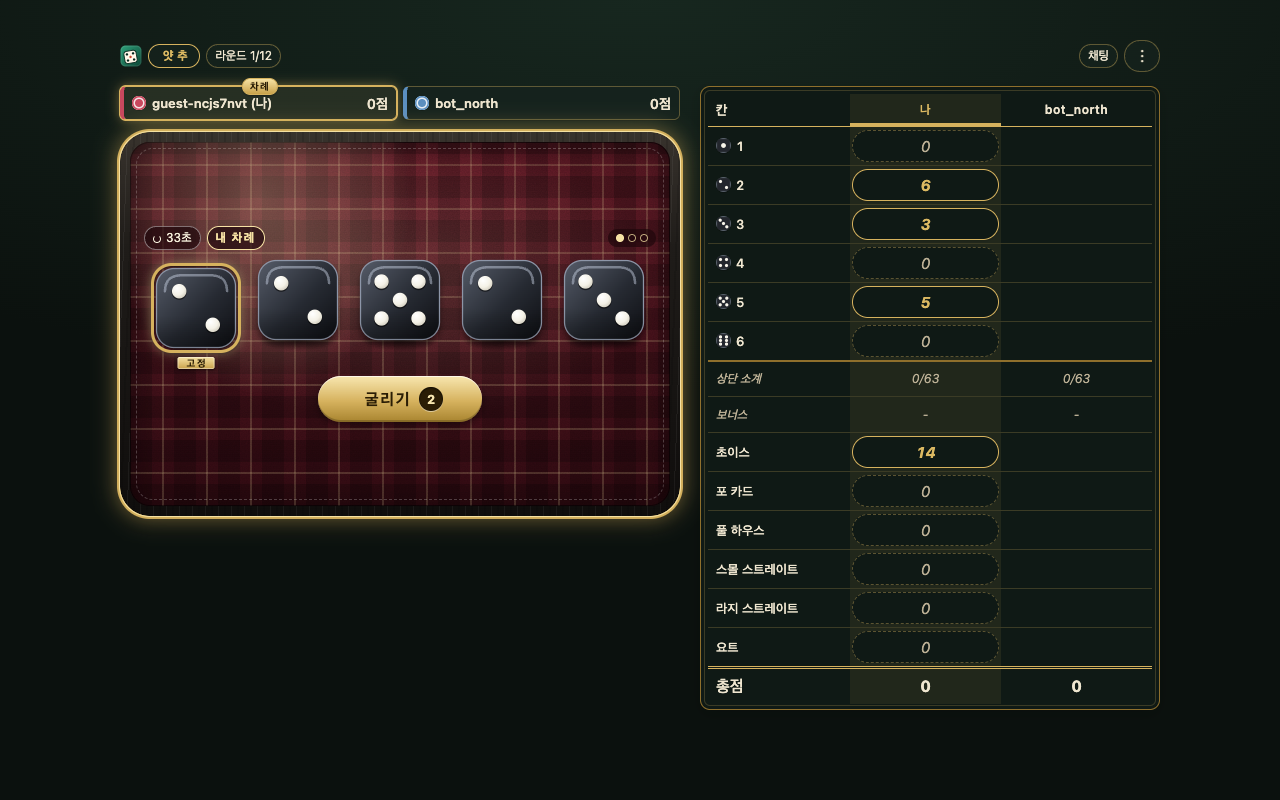 얏 추
라운드 1/12
채팅
차례
guest-ncjs7nvt (나)
0점
bot_north
0점
33초
내 차례
고정
굴리기 2
칸 나 bot_north
1 0
2 6
3 3
4 0
5 5
6 0
상단 소계 0/63 0/63
보너스 - -
초이스 14
포 카드 0
풀 하우스 0
스몰 스트레이트 0
라지 스트레이트 0
요트 0
총점 0 0